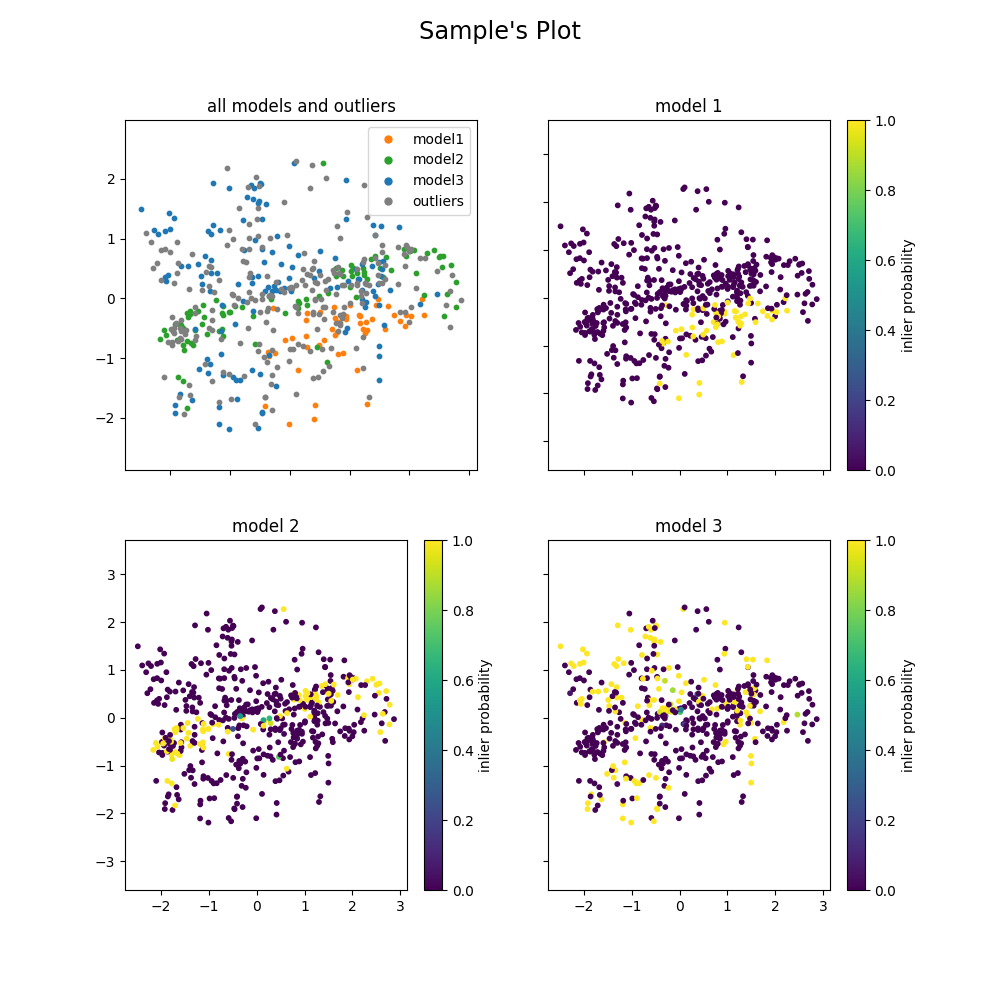 Sample's Plot
all models and outliers
model1
model2
model3
outliers
2
1
0
−1
−2
model 1
1.0
0.8
0.6
0.4
0.2
0.0
inlier probability
model 2
3
2
1
0
−1
−2
−3
−2 −1 0 1 2 3
1.0
0.8
0.6
0.4
0.2
0.0
inlier probability
model 3
−2 −1 0 1 2 3
1.0
0.8
0.6
0.4
0.2
0.0
inlier probability